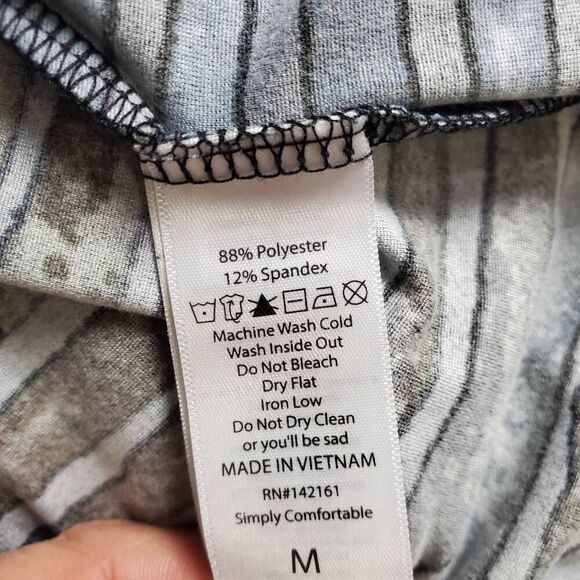 88% Polyester
12% Spandex
Machine Wash Cold
Wash Inside Out
Do Not Bleach
Dry Flat
Iron Low
Do Not Dry Clean
or you'll be sad
MADE IN VIETNAM
RN#142161
Simply Comfortable
M